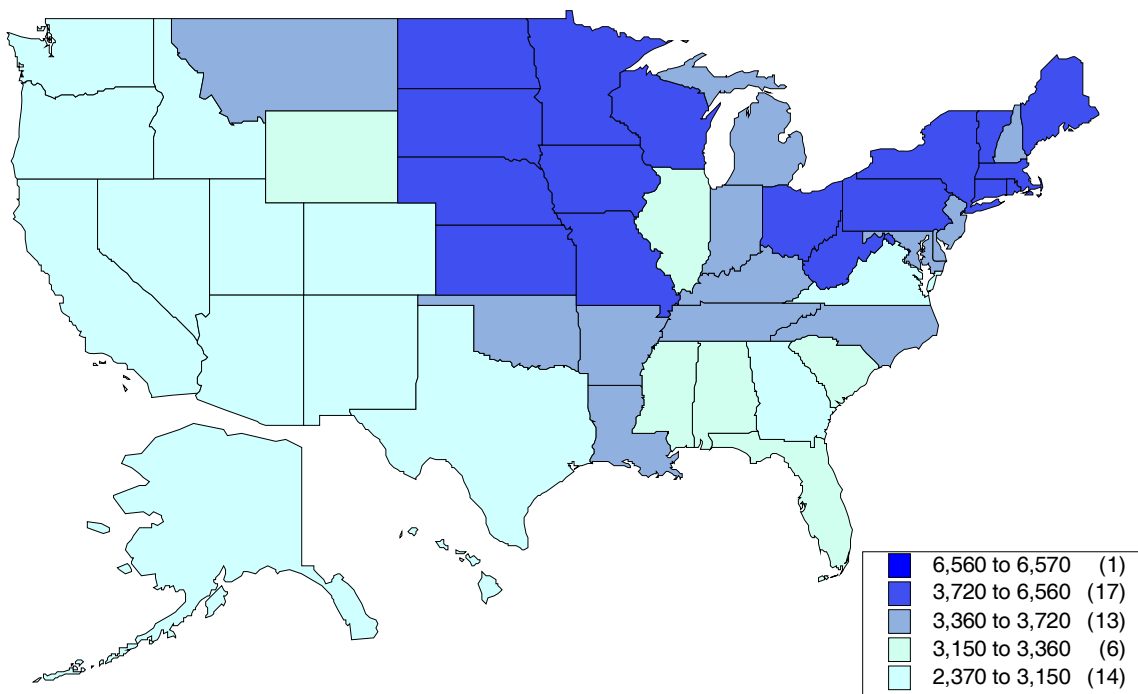 6,560 to 6,570 (1)
3,720 to 6,560 (17)
3,360 to 3,720 (13)
3,150 to 3,360 (6)
2,370 to 3,150 (14)